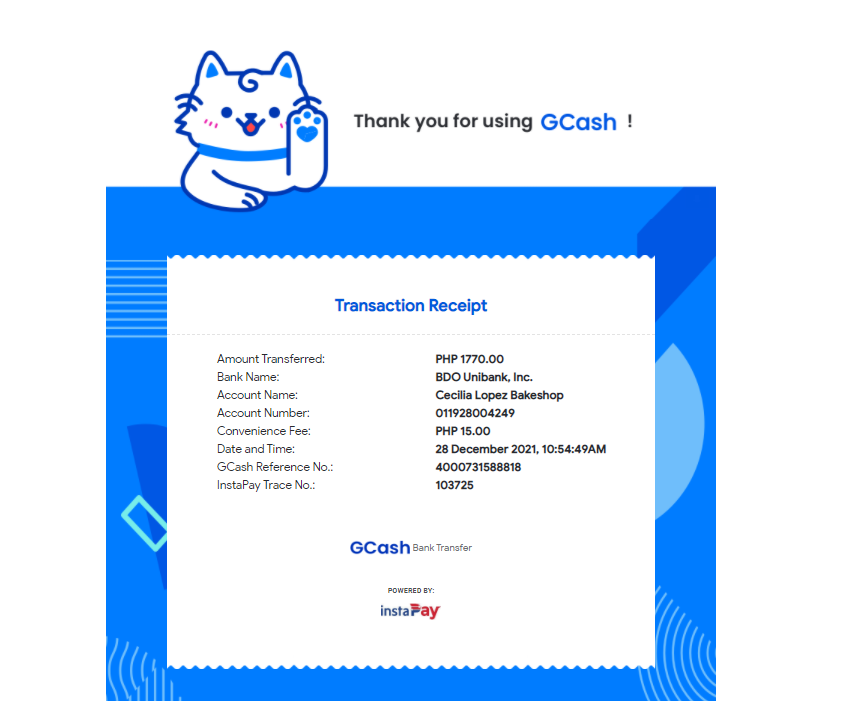 Thank you for using GCash !
Transaction Receipt
Amount Transferred: PHP 1770.00
Bank Name: BDO Unibank, Inc.
Account Name: Cecilia Lopez Bakeshop
Account Number: 011928004249
Convenience Fee: PHP 15.00
Date and Time: 28 December 2021, 10:54:49AM
GCash Reference No.: 4000731588818
InstaPay Trace No.: 103725
GCash Bank Transfer
POWERED BY:
instaPay